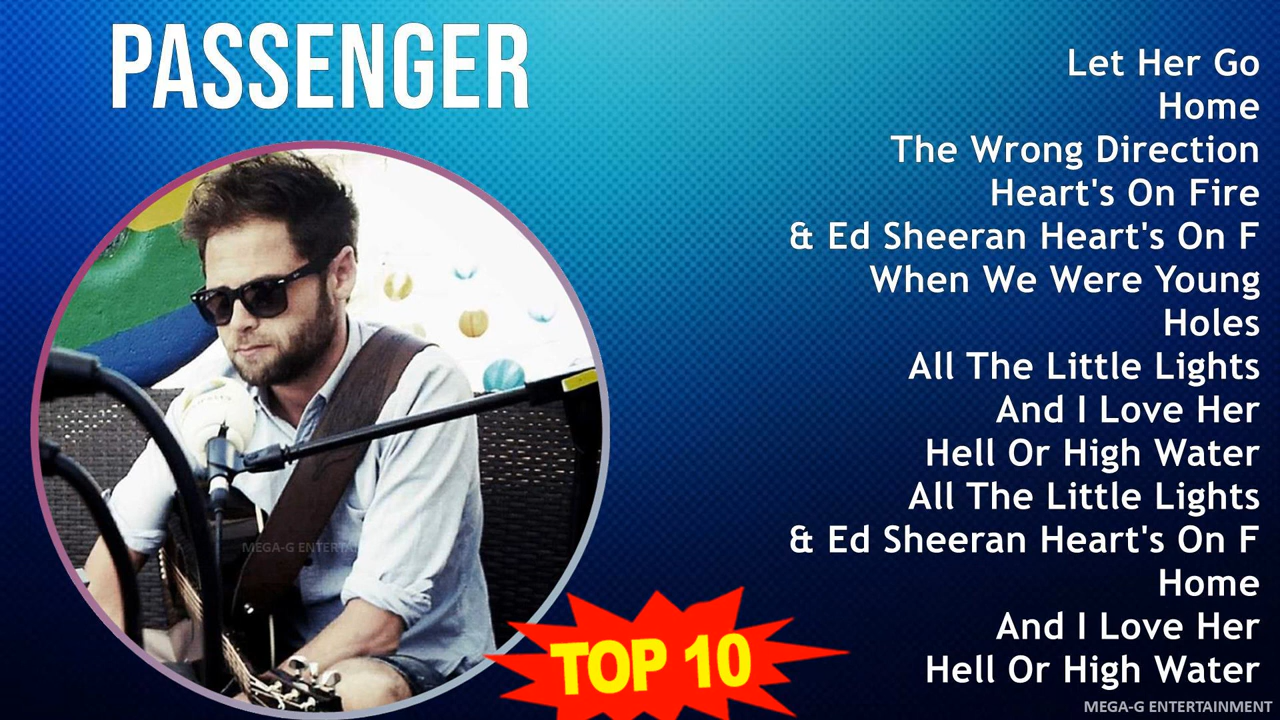 PASSENGER
Let Her Go
Home
The Wrong Direction
Heart's On Fire
& Ed Sheeran Heart's On F
When We Were Young
Holes
All The Little Lights
And I Love Her
Hell Or High Water
All The Little Lights
& Ed Sheeran Heart's On F
Home
And I Love Her
Hell Or High Water
MEGA-G ENTERTAI
TOP 10
MEGA-G ENTERTAINMENT